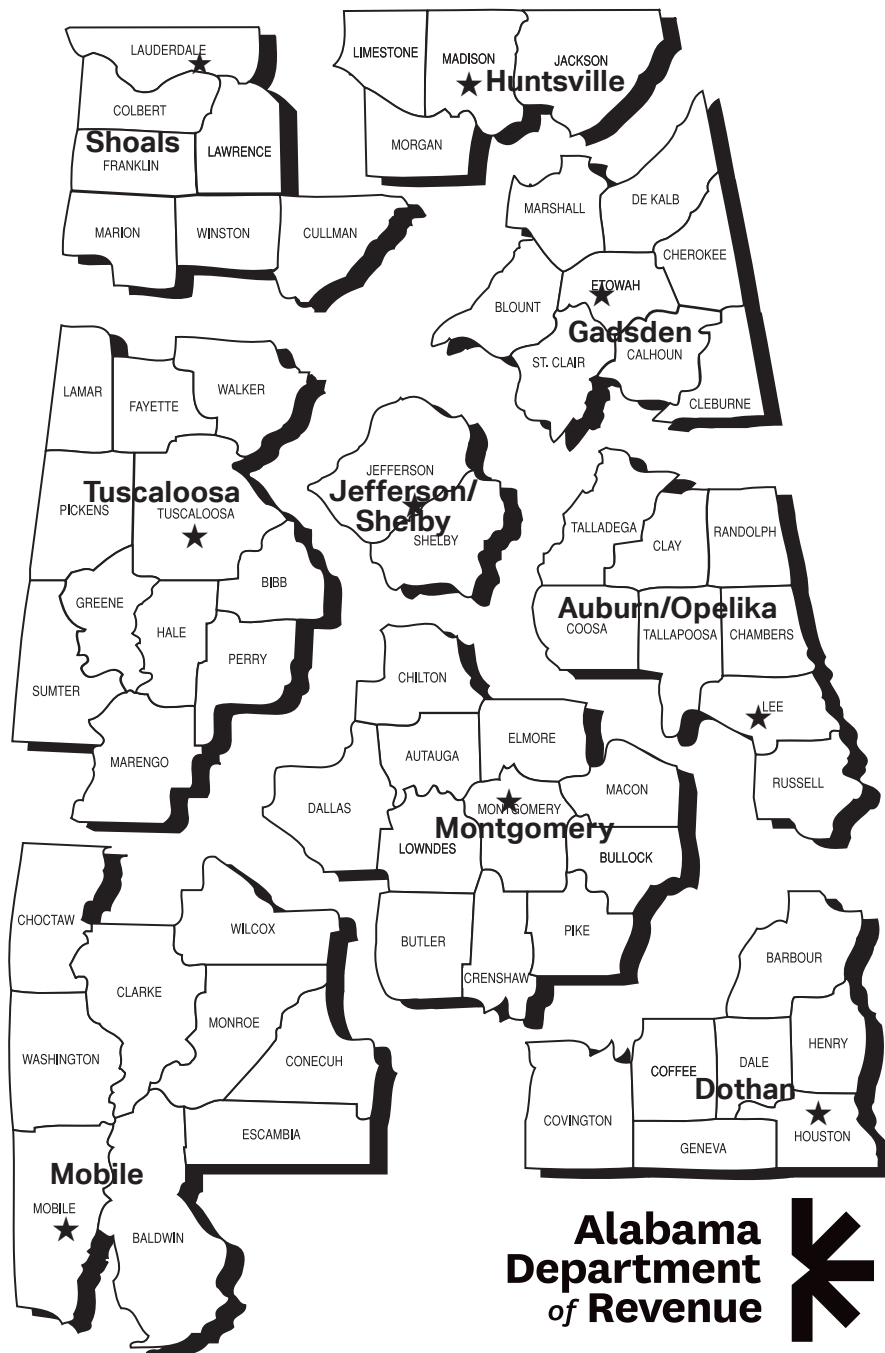 LAUDERDALE
COLBERT
Shoals
FRANKLIN
LAWRENCE
MARION
WINSTON
CULLMAN
LIMESTONE
MADISON
JACKSON
Huntsville
MORGAN
MARSHALL
DE KALB
CHEROKEE
ETOWAH
BLOUNT
Gadsden
ST. CLAIR
CALHOUN
CLEBURNE
LAMAR
FAYETTE
WALKER
Tuscaloosa
PICKENS
TUSCALOOSA
BIBB
GREENE
HALE
PERRY
SUMTER
MARENGO
JEFFERSON
Jefferson/
Shelby
SHELBY
TALLADEGA
CLAY
RANDOLPH
Auburn/Opelika
COOSA
TALLAPOOSA
CHAMBERS
LEE
RUSSELL
CHILTON
AUTAUGA
ELMORE
DALLAS
MONTGOMERY
MACON
Montgomery
LOWNDES
BULLOCK
BUTLER
CRENSHAW
PIKE
CHOCTAW
WILCOX
CLARKE
MONROE
WASHINGTON
CONECUH
ESCAMBIA
Mobile
MOBILE
BALDWIN
BARBOUR
HENRY
COFFEE
DALE
Dothan
COVINGTON
GENEVA
HOUSTON
Alabama
Department
of Revenue